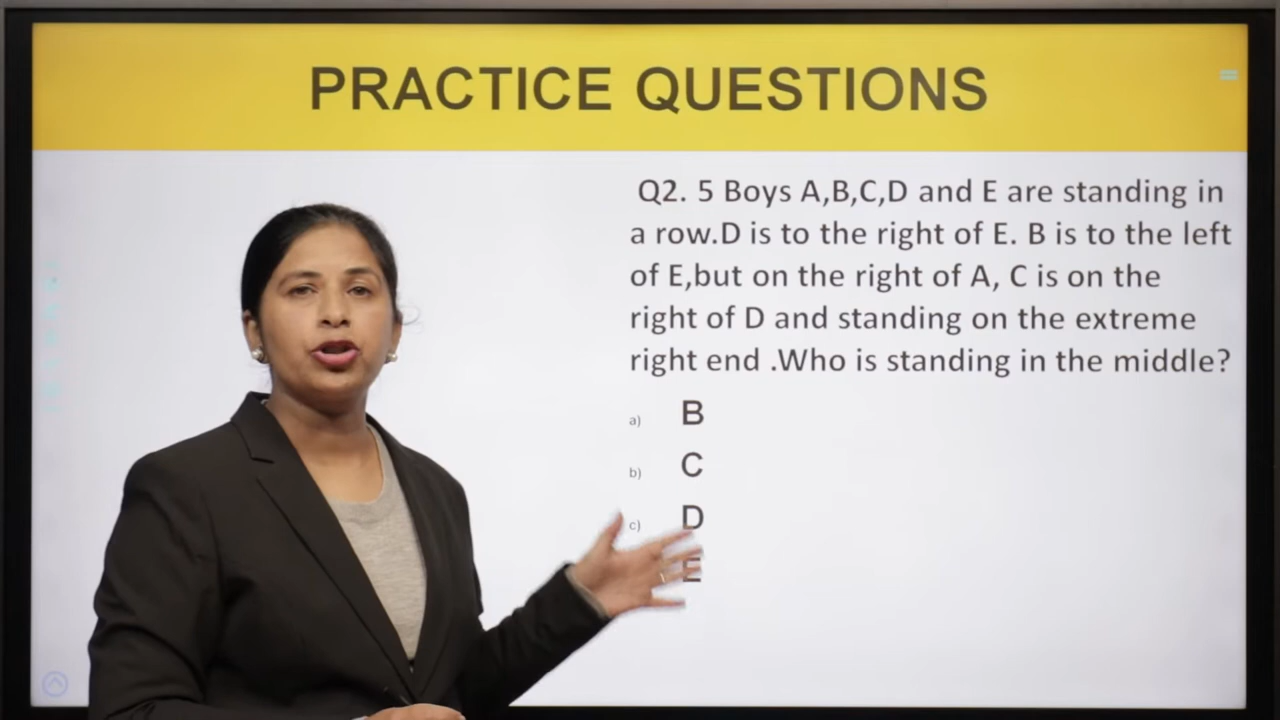 PRACTICE QUESTIONS
Q2. 5 Boys A,B,C,D and E are standing in
a row.D is to the right of E. B is to the left
of E,but on the right of A, C is on the
right of D and standing on the extreme
right end .Who is standing in the middle?
a) B
b) C
c) D
E